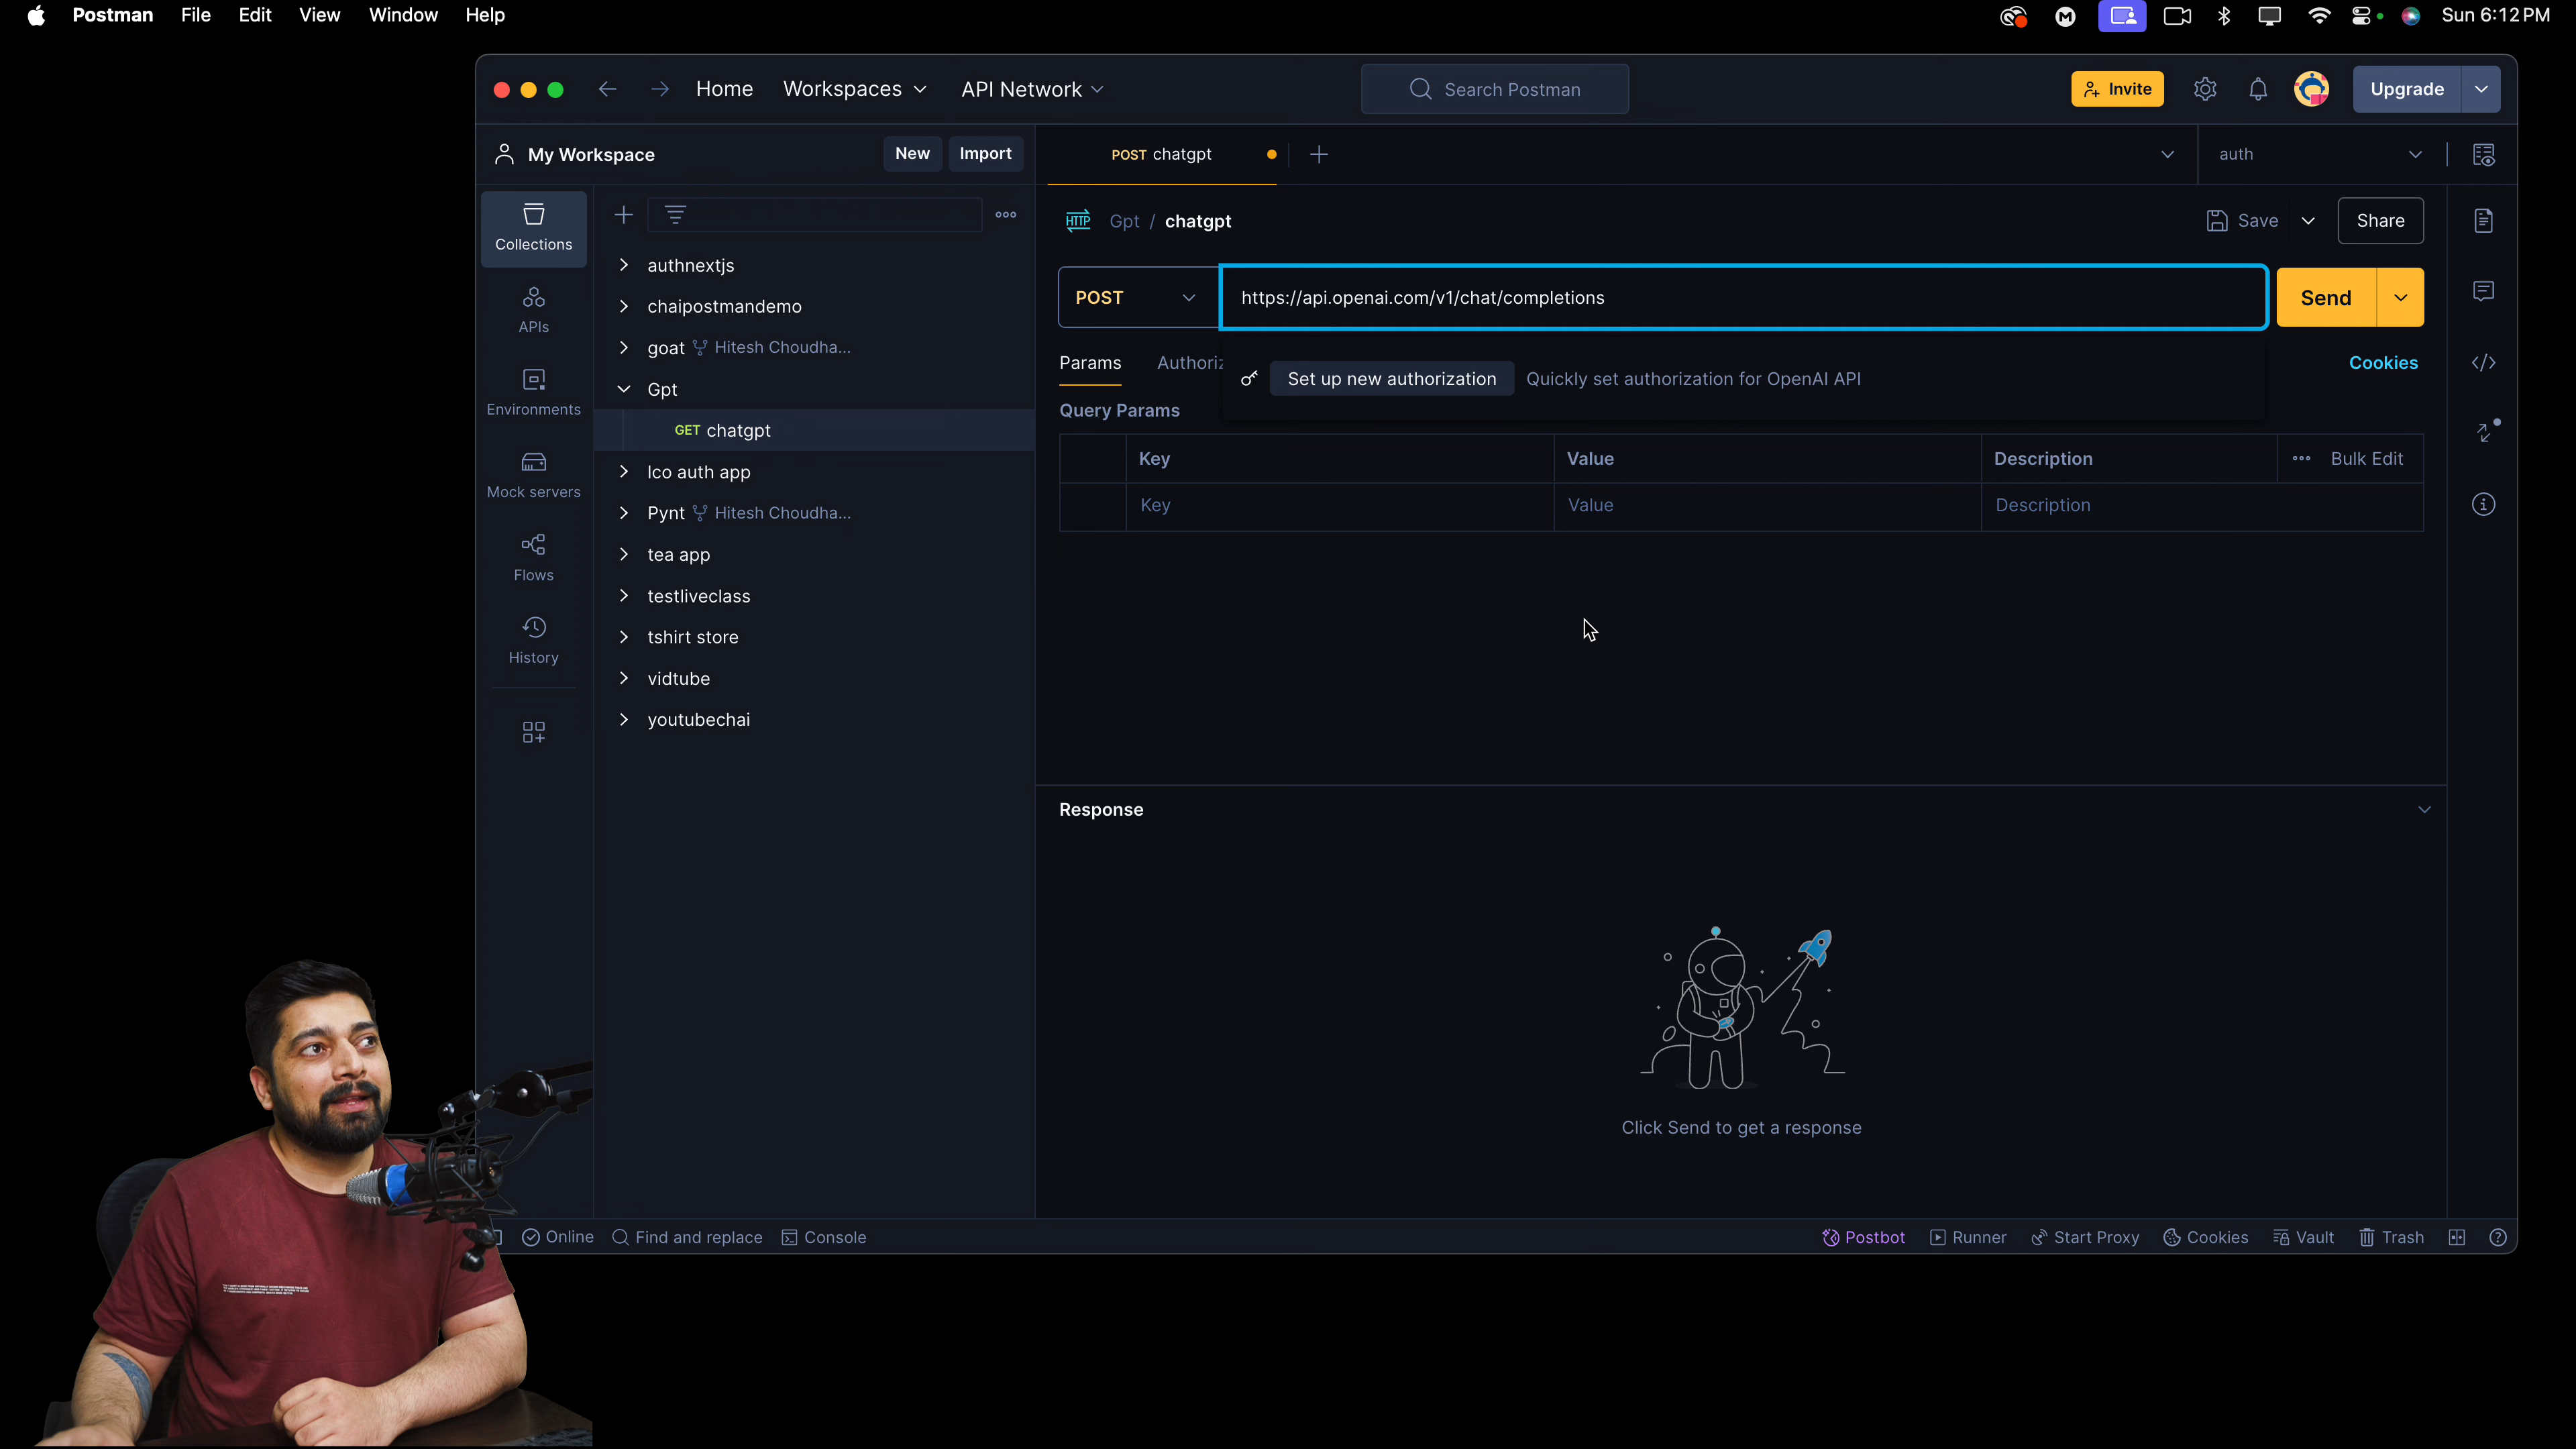 Postman File Edit View Window Help
Sun 6:12 PM
Home Workspaces API Network
Search Postman
Invite
Upgrade
My Workspace
New Import
POST chatgpt
auth
Collections
APIs
Environments
Mock servers
Flows
History
authnextjs
chaipostmandemo
goat Hitesh Choudha...
Gpt
GET chatgpt
lco auth app
Pynt Hitesh Choudha...
tea app
testliveclass
tshirt store
vidtube
youtubechai
HTTP Gpt / chatgpt
Save Share
POST https://api.openai.com/v1/chat/completions Send
Params Authoriz
Cookies
Set up new authorization Quickly set authorization for OpenAI API
Query Params
Key Value Description ••• Bulk Edit
Key Value Description
Response
Click Send to get a response
Online Find and replace Console
Postbot Runner Start Proxy Cookies Vault Trash